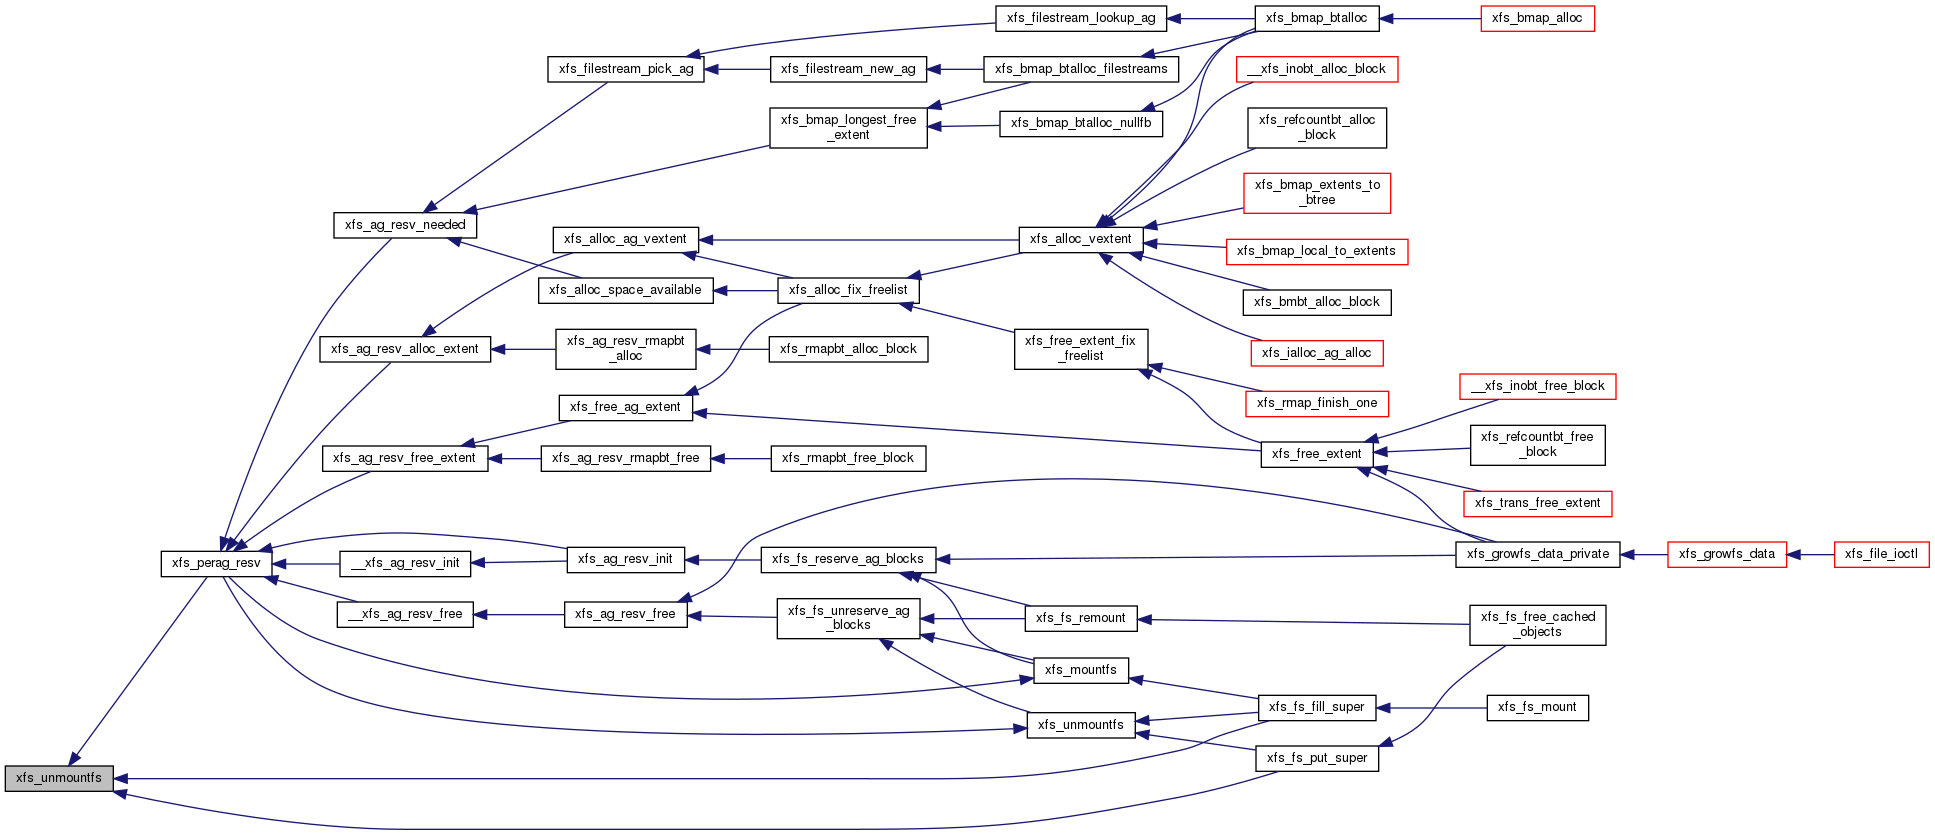 xfs_filestream_lookup_ag
xfs_bmap_btalloc
xfs_bmap_alloc
xfs_filestream_pick_ag
xfs_filestream_new_ag
xfs_bmap_btalloc_filestreams
__xfs_inobt_alloc_block
xfs_bmap_longest_free
_extent
xfs_bmap_btalloc_nullfb
xfs_refcountbt_alloc
_block
xfs_bmap_extents_to
_btree
xfs_ag_resv_needed
xfs_alloc_ag_vextent
xfs_alloc_vextent
xfs_bmap_local_to_extents
xfs_alloc_space_available
xfs_alloc_fix_freelist
xfs_bmbt_alloc_block
xfs_ag_resv_alloc_extent
xfs_ag_resv_rmapbt
_alloc
xfs_rmapbt_alloc_block
xfs_free_extent_fix
_freelist
xfs_ialloc_ag_alloc
__xfs_inobt_free_block
xfs_free_ag_extent
xfs_rmap_finish_one
xfs_refcountbt_free
_block
xfs_ag_resv_free_extent
xfs_ag_resv_rmapbt_free
xfs_rmapbt_free_block
xfs_free_extent
xfs_trans_free_extent
xfs_perag_resv
__xfs_ag_resv_init
xfs_ag_resv_init
xfs_fs_reserve_ag_blocks
xfs_growfs_data_private
xfs_growfs_data
xfs_file_ioctl
__xfs_ag_resv_free
xfs_ag_resv_free
xfs_fs_unreserve_ag
_blocks
xfs_fs_remount
xfs_fs_free_cached
_objects
xfs_mountfs
xfs_fs_fill_super
xfs_fs_mount
xfs_unmountfs
xfs_fs_put_super
xfs_unmountfs